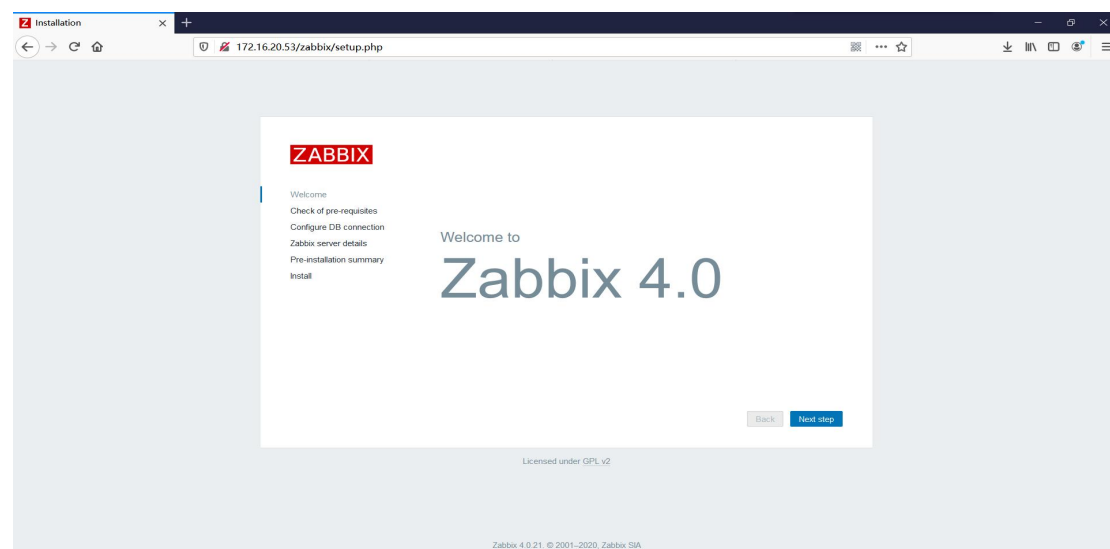 Z Installation
172.16.20.53/zabbix/setup.php
ZABBIX
Welcome
Check of pre-requisites
Configure DB connection
Zabbix server details
Pre-installation summary
Install
Welcome to
Zabbix 4.0
Back Next step
Licensed under GPL v2
Zabbix 4.0.21. © 2001–2020, Zabbix SIA